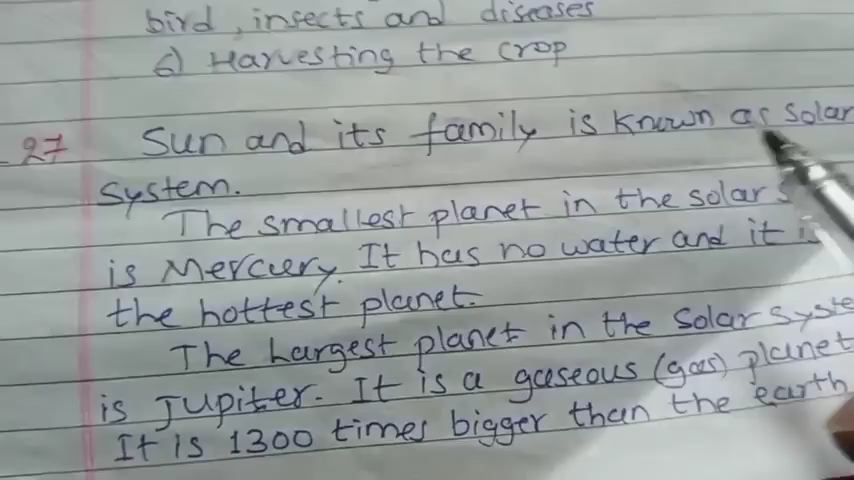 bird, insects and diseases
6) Harvesting the crop
27 Sun and its family is known as Solar
System.
The smallest planet in the solar
is Mercury. It has no water and it
the hottest planet.
The Largest planet in the Solar Syste
is Jupiter. It is a gaseous (gas) planet
It is 1300 times bigger than the earth